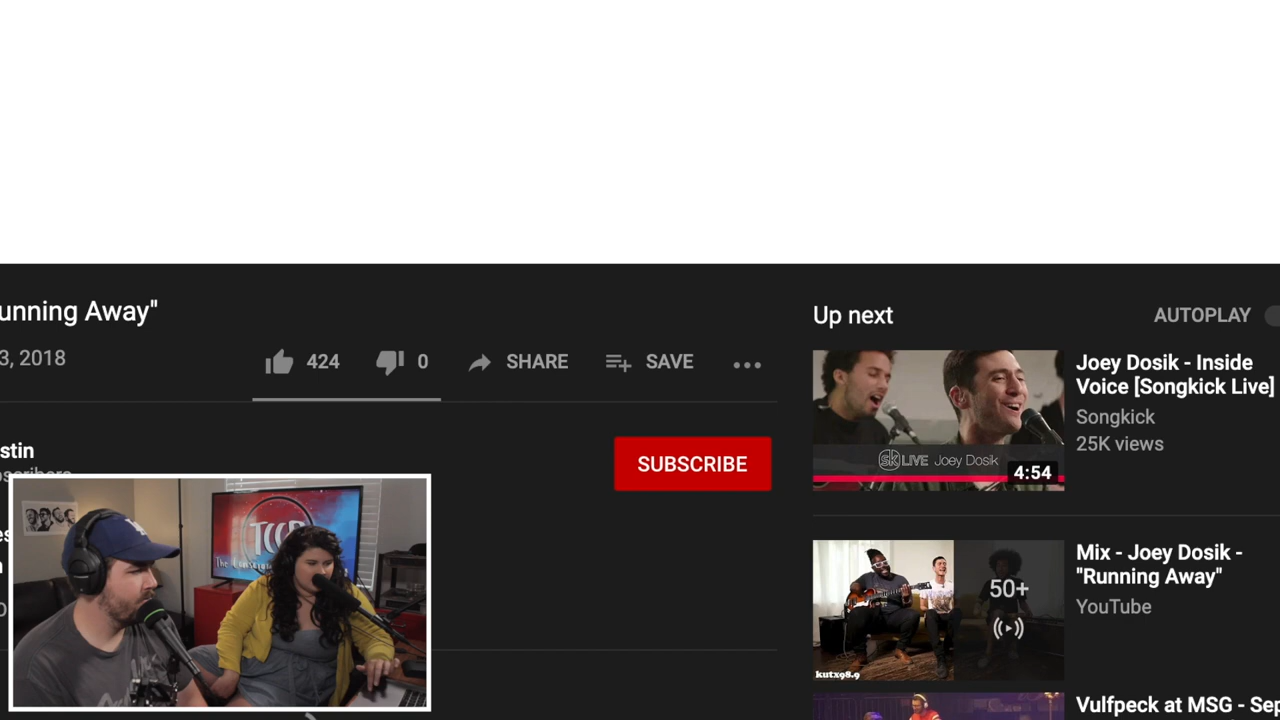 unning Away"
3, 2018
424
0
SHARE
SAVE
stin
SUBSCRIBE
Up next
AUTOPLAY
Joey Dosik - Inside
Voice [Songkick Live]
Songkick
25K views
SK LIVE Joey Dosik
4:54
Mix - Joey Dosik -
"Running Away"
YouTube
50+
kutx98.9
Vulfpeck at MSG - Sep
TCCP